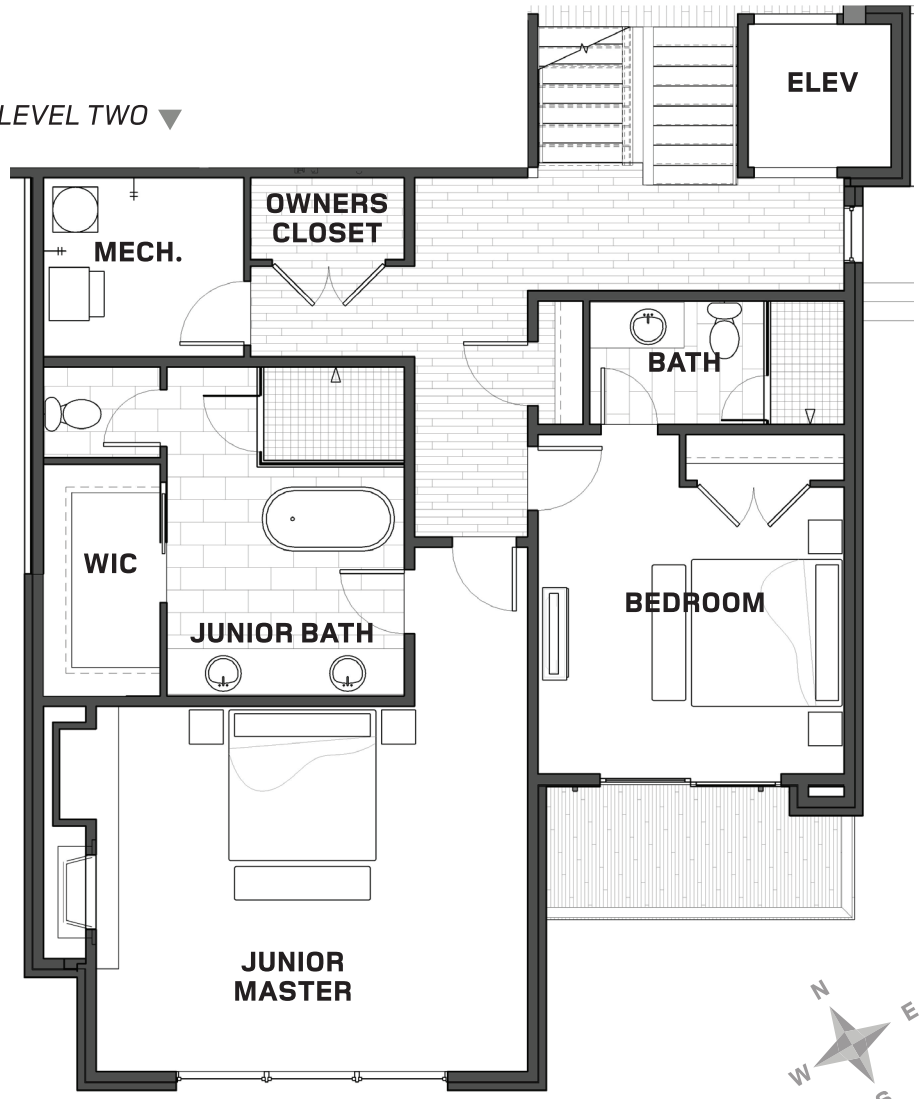 ELEV
LEVEL TWO
OWNERS
CLOSET
MECH.
BATH
WIC
BEDROOM
JUNIOR BATH
JUNIOR
MASTER
N
E
W
S